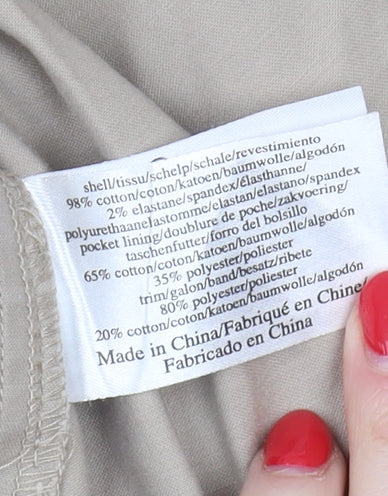 shell/tissu/schelp/schale/revestimiento
98% cotton/coton/katoen/baumwolle/algodón
2% elastane/spandex/élasthanne/
polyurethaanelastomme/elastan/elastano/spandex
pocket lining/doublure de poche/zakvoering/
taschenfutter/forro del bolsillo
65% cotton/coton/katoen/baumwolle/algodón
35% polyester/poliester
trim/galon/band/besatz/ribete
80% polyester/poliester
20% cotton/coton/katoen/baumwolle/algodón
Made in China/Fabriqué en Chine
Fabricado en China